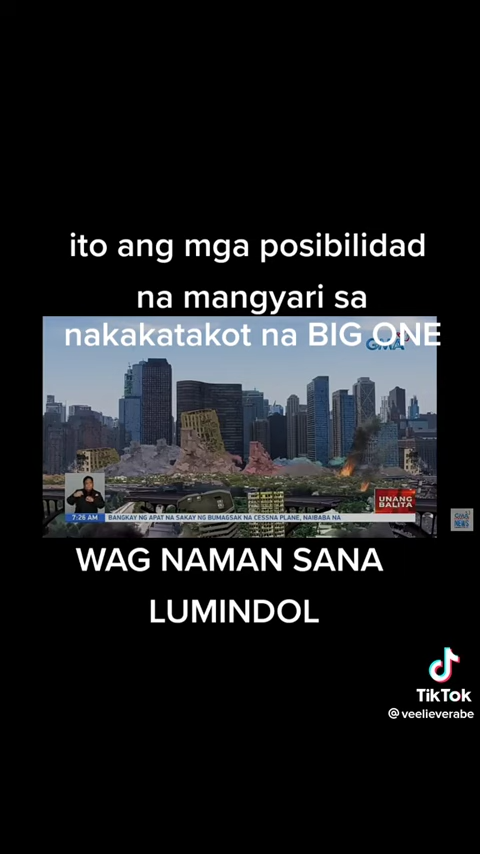 ito ang mga posibilidad
na mangyari sa
nakakatakot na BIG ONE
GMA
UNANG
BALITA
7:26 AM
BANGKAY NG APAT NA SAKAY NG BUMAGSAK NA CESSNA PLANE, NAIBABA NA
WAG NAMAN SANA
LUMINDOL
TikTok
@veelieverabe